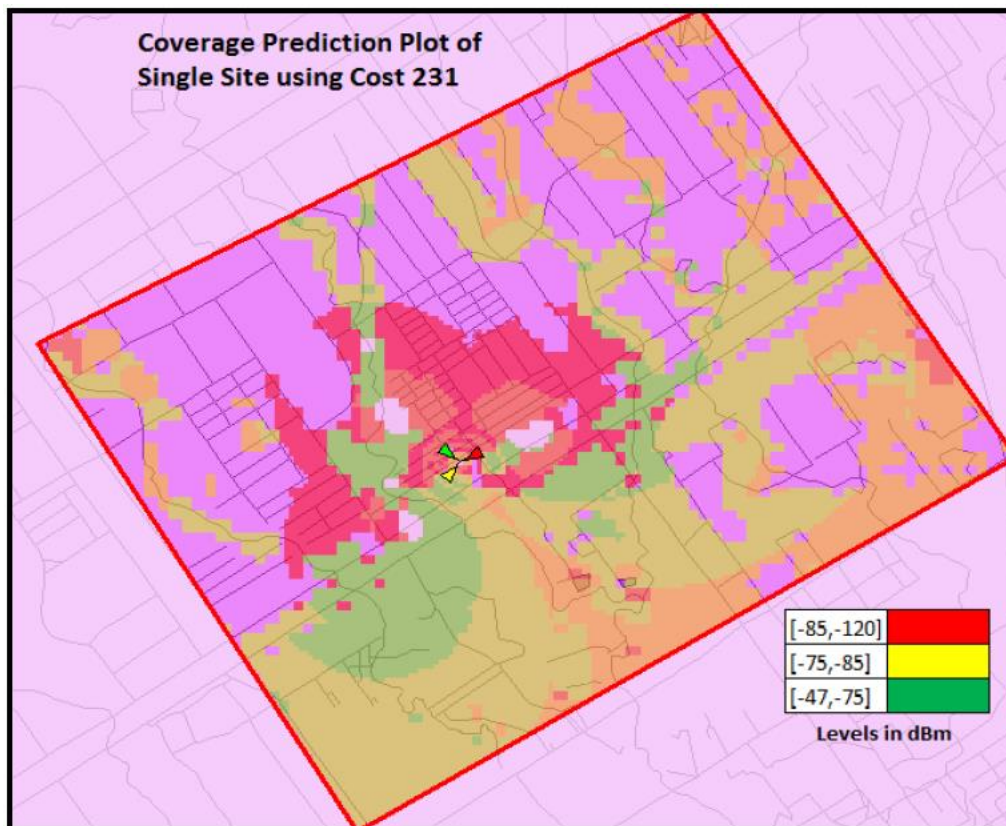 Coverage Prediction Plot of
Single Site using Cost 231
[-85,-120]
[-75,-85]
[-47,-75]
Levels in dBm